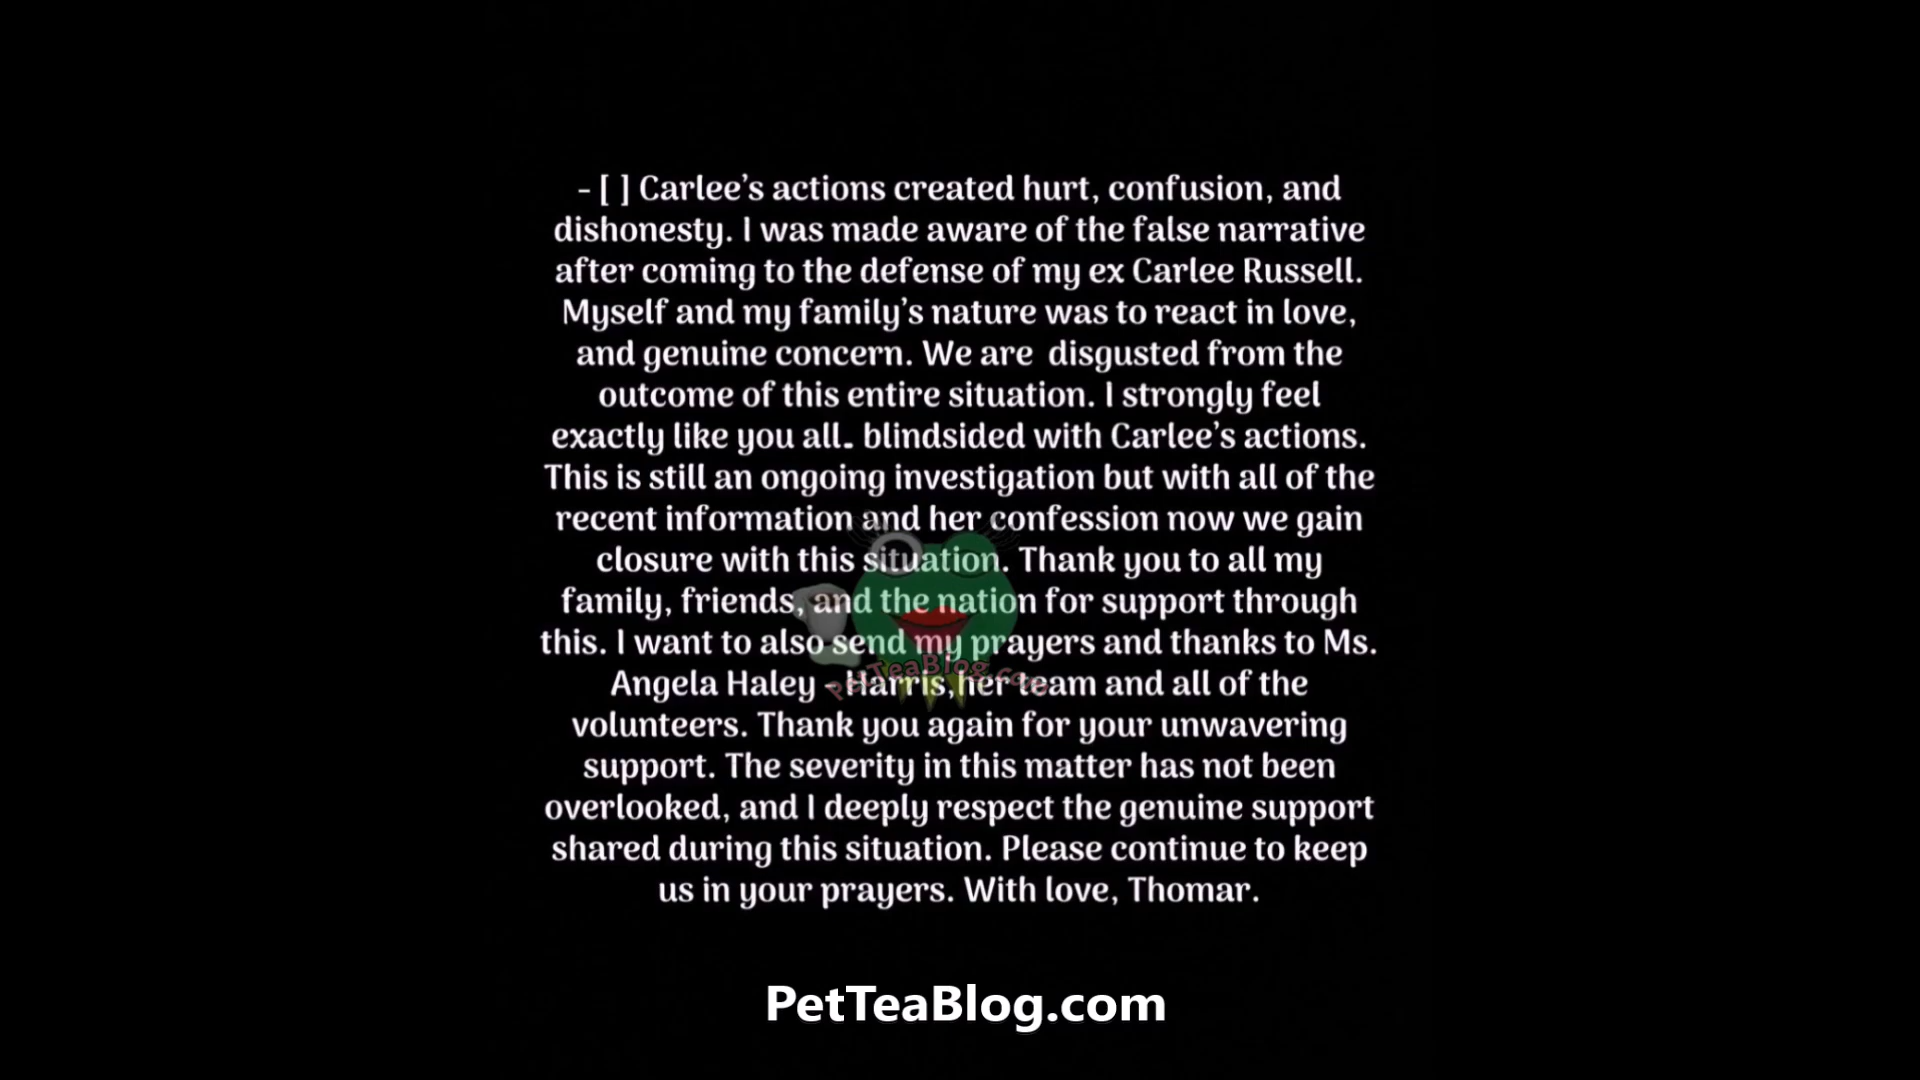 - [ ] Carlee's actions created hurt, confusion, and
dishonesty. I was made aware of the false narrative
after coming to the defense of my ex Carlee Russell.
Myself and my family's nature was to react in love,
and genuine concern. We are  disgusted from the
outcome of this entire situation. I strongly feel
exactly like you all.. blindsided with Carlee's actions.
This is still an ongoing investigation but with all of the
recent information and her confession now we gain
closure with this situation. Thank you to all my
family, friends, and the nation for support through
this. I want to also send my prayers and thanks to Ms.
PetTeaBlog.com
Angela Haley - Harris,her team and all of the
volunteers. Thank you again for your unwavering
support. The severity in this matter has not been
overlooked, and I deeply respect the genuine support
shared during this situation. Please continue to keep
us in your prayers. With love, Thomar.
PetTeaBlog.com